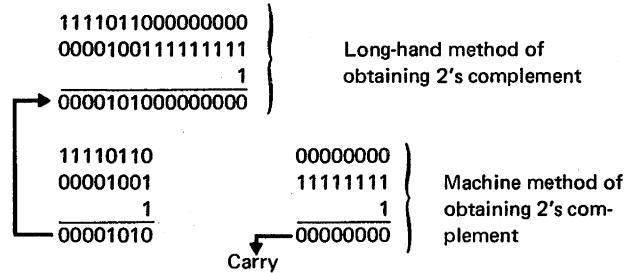 1111011000000000
0000100111111111
1
0000101000000000
Long-hand method of
obtaining 2's complement
11110110
00001001
1
00001010
00000000
11111111
1
00000000
Carry
Machine method of
obtaining 2's com-
plement